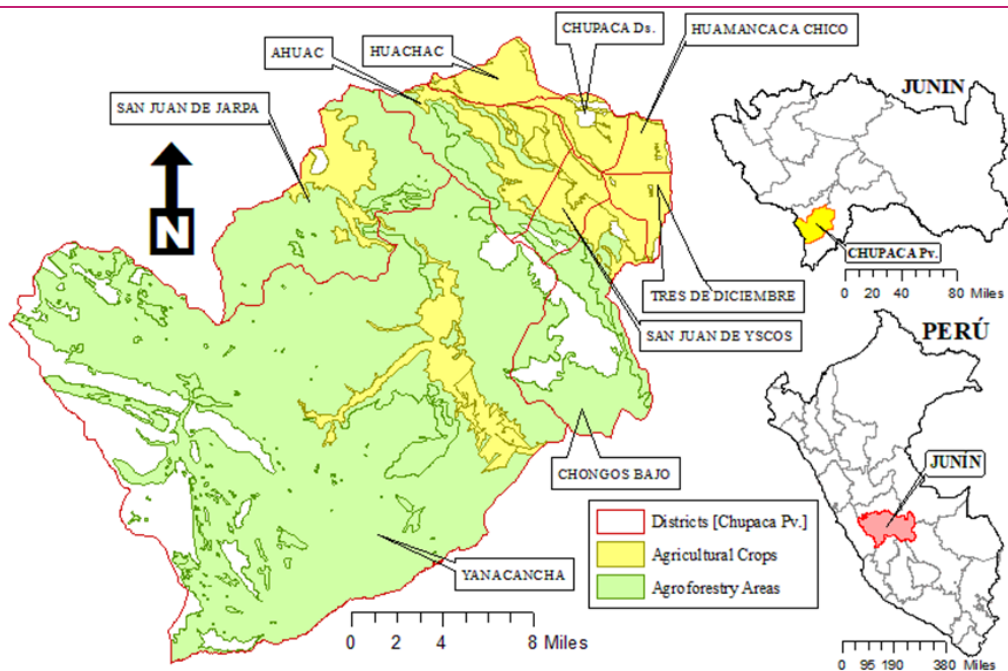 CHUPACA Ds.
HUAMANCACA CHICO
HUACHAC
AHUAC
SAN JUAN DE JARPA
N
JUNIN
CHUPACA Pv.
0 20 40 80 Miles
TRES DE DICIEMBRE
SAN JUAN DE YSCOS
PERÚ
JUNÍN
CHONGOS BAJO
YANACANCHA
Districts [Chupaca Pv.]
Agricultural Crops
Agroforestry Areas
0 2 4 8 Miles
0 95 190 380 Miles